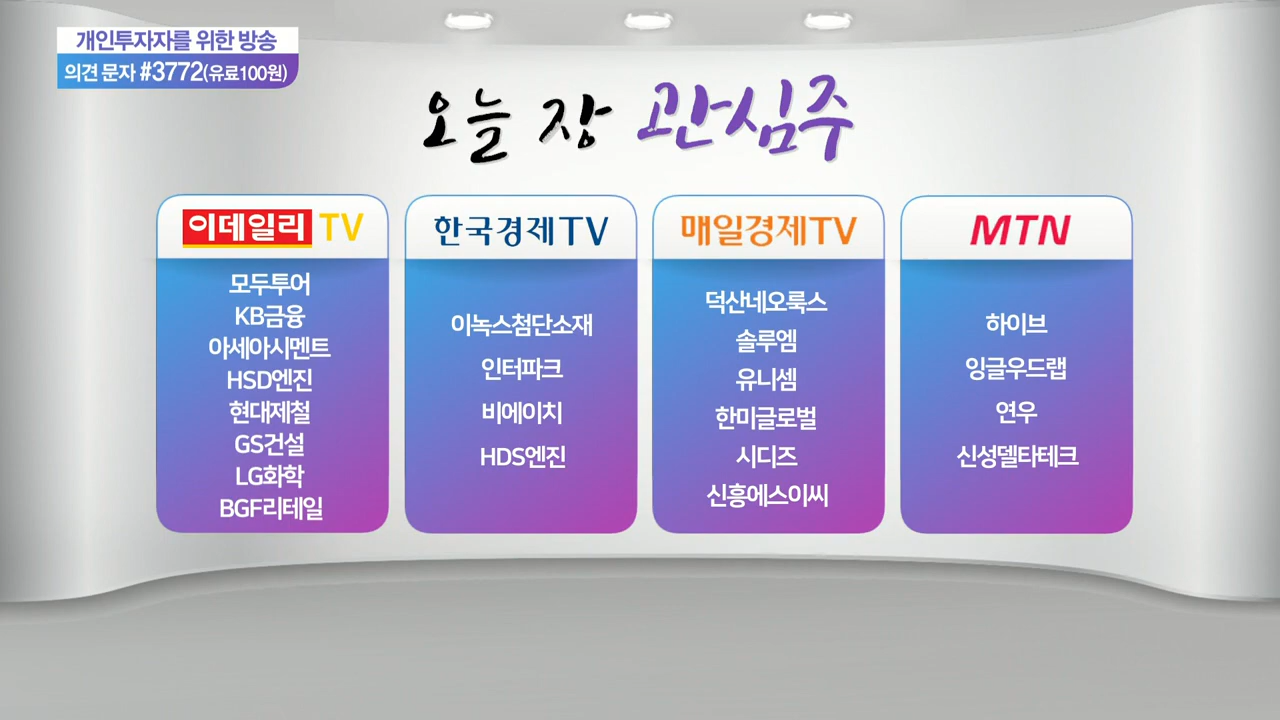 개인투자자를 위한 방송
의견 문자 #3772(유료100원)
오늘 장 관심주
이데일리 TV
모두투어
KB금융
아세아시멘트
HSD엔진
현대제철
GS건설
LG화학
BGF리테일
한국경제TV
이녹스첨단소재
인터파크
비에이치
HDS엔진
매일경제TV
덕산네오룩스
솔루엠
유니셈
한미글로벌
시디즈
신흥에스이씨
MTN
하이브
잉글우드랩
연우
신성델타테크